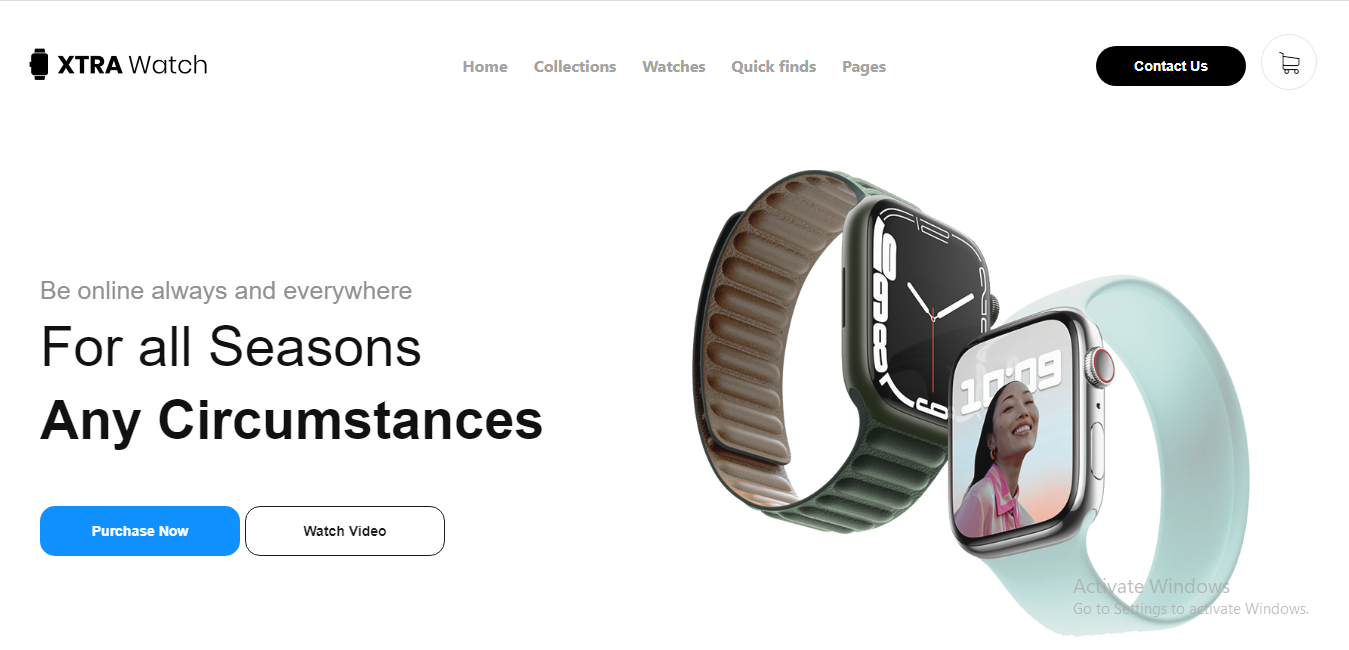 XTRA Watch
Home Collections Watches Quick finds Pages
Contact Us
Be online always and everywhere
For all Seasons
Any Circumstances
Purchase Now
Watch Video
10:09
Activate Windows
Go to Settings to activate Windows.